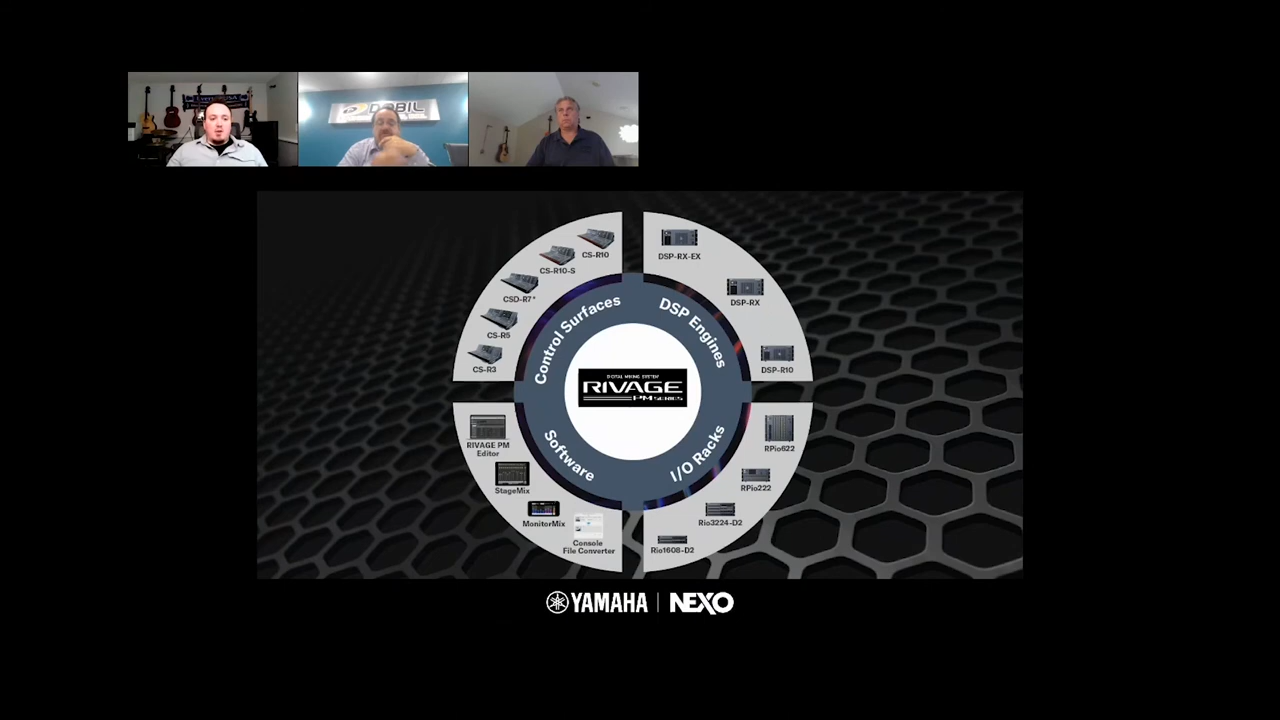 DOBIL
CS-R10
CS-R10-S
CSD-R7*
CS-R5
CS-R3
Control Surfaces
DSP-RX-EX
DSP-RX
DSP-R10
DSP Engines
DIGITAL MIXING SYSTEM
RIVAGE
PM SERIES
Software
RIVAGE PM
Editor
StageMix
MonitorMix
Console
File Converter
I/O Racks
RPio622
RPio222
Rio3224-D2
Rio1608-D2
YAMAHA | NEXO